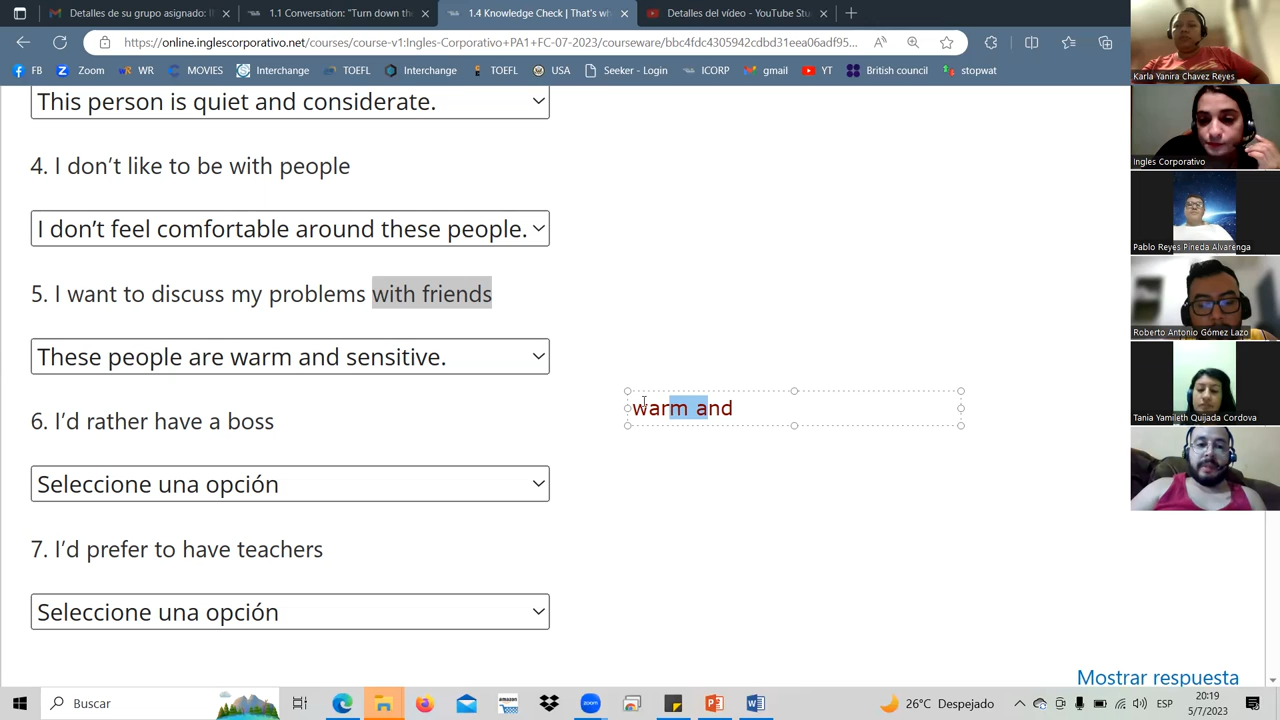 Detalles de su grupo asignado: I
1.1 Conversation: "Turn down th
1.4 Knowledge Check | That's wh
Detalles del vídeo - YouTube Stu
https://online.inglescorporativo.net/courses/course-v1:Ingles-Corporativo+PA1+FC-07-2023/courseware/bbc4fdc4305942cdbd31eea06adf95...
FB
Zoom
WR
MOVIES
Interchange
TOEFL
Interchange
TOEFL
USA
Seeker - Login
ICORP
gmail
YT
British council
stopwat
This person is quiet and considerate.
4. I don’t like to be with people
I don’t feel comfortable around these people.
5. I want to discuss my problems with friends
These people are warm and sensitive.
warm and
6. I’d rather have a boss
Seleccione una opción
7. I’d prefer to have teachers
Seleccione una opción
Mostrar respuesta
Karla Yanira Chavez Reyes
Ingles Corporativo
Pablo Reyes Pineda Alvarenga
Roberto Antonio Gómez Lazo
Tania Yamileth Quijada Cordova
Buscar
26°C Despejado
ESP
20:19
5/7/2023